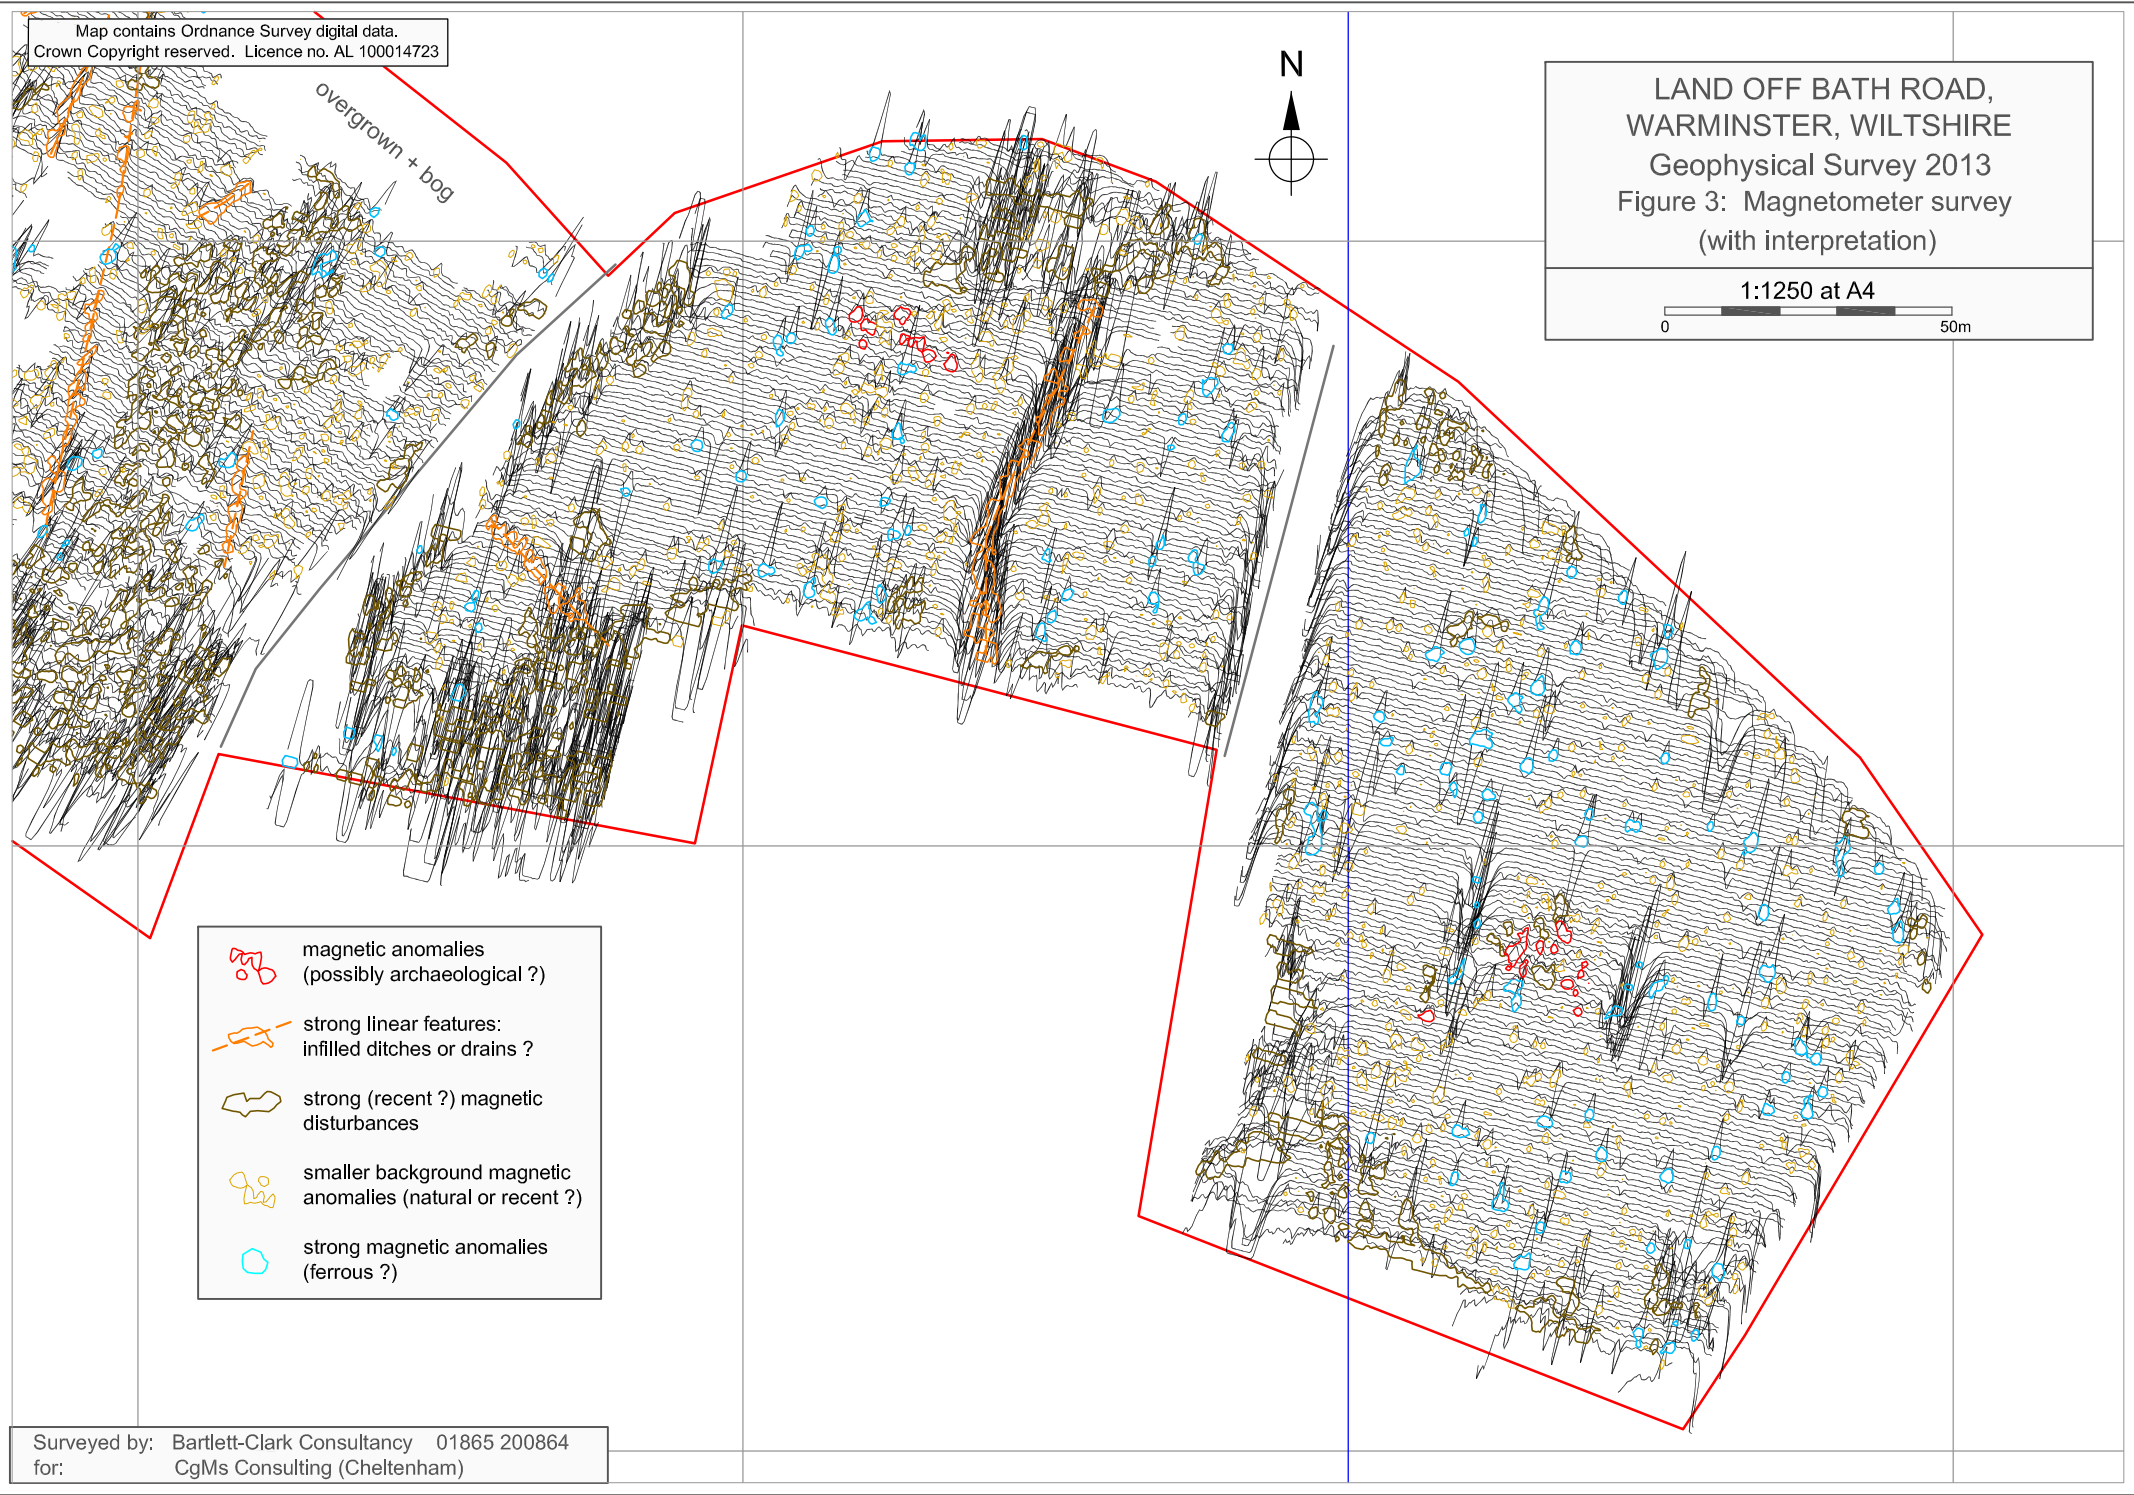 Map contains Ordnance Survey digital data.
Crown Copyright reserved. Licence no. AL 100014723
overgrown + bog
N
LAND OFF BATH ROAD,
WARMINSTER, WILTSHIRE
Geophysical Survey 2013
Figure 3: Magnetometer survey
(with interpretation)
1:1250 at A4
0 50m
magnetic anomalies
(possibly archaeological ?)
strong linear features:
infilled ditches or drains ?
strong (recent ?) magnetic
disturbances
smaller background magnetic
anomalies (natural or recent ?)
strong magnetic anomalies
(ferrous ?)
Surveyed by: Bartlett-Clark Consultancy 01865 200864
for: CgMs Consulting (Cheltenham)